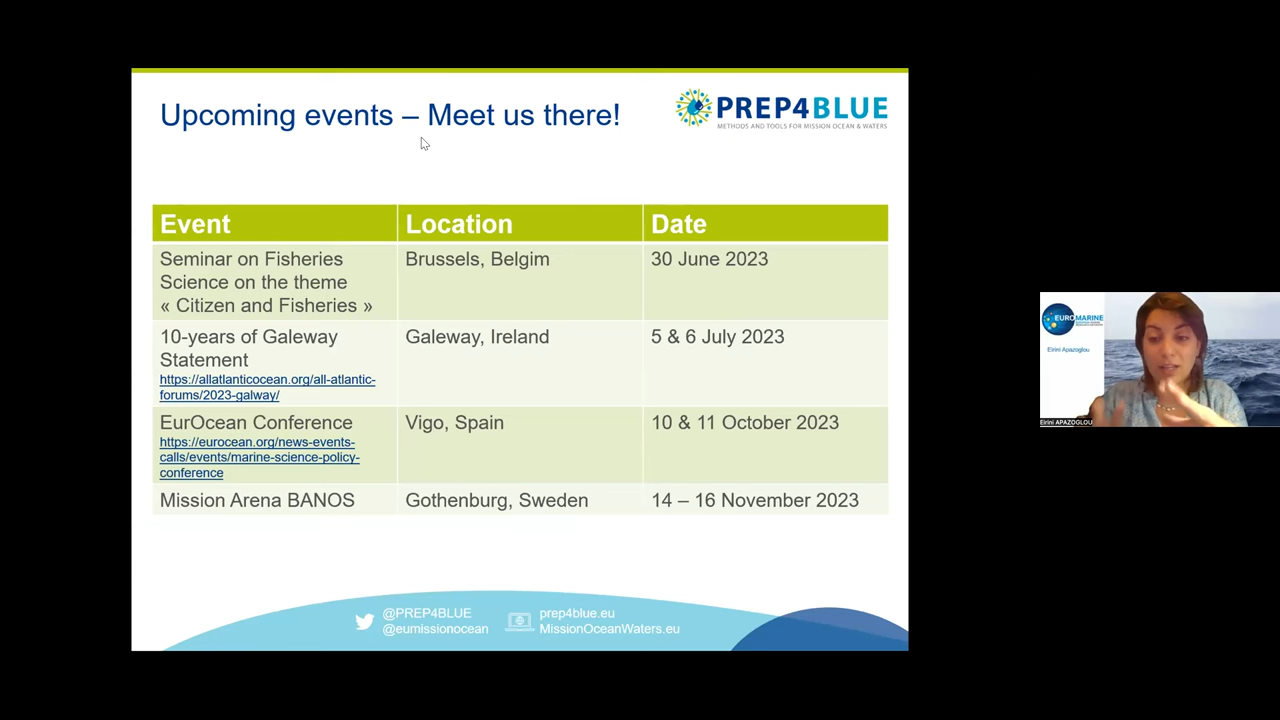 Upcoming events – Meet us there!
PREP4BLUE
METHODS AND TOOLS FOR MISSION OCEAN & WATERS
Event Location Date
Seminar on Fisheries Brussels, Belgim 30 June 2023
Science on the theme
« Citizen and Fisheries »
10-years of Galeway Galeway, Ireland 5 & 6 July 2023
Statement
https://allatlanticocean.org/all-atlantic-
forums/2023-galway/
EurOcean Conference Vigo, Spain 10 & 11 October 2023
https://eurocean.org/news-events-
calls/events/marine-science-policy-
conference
Mission Arena BANOS Gothenburg, Sweden 14 – 16 November 2023
@PREP4BLUE prep4blue.eu
@eumissionocean MissionOceanWaters.eu
EUROMARINE
Eirini Apazoglou
Eirini APAZOGLOU